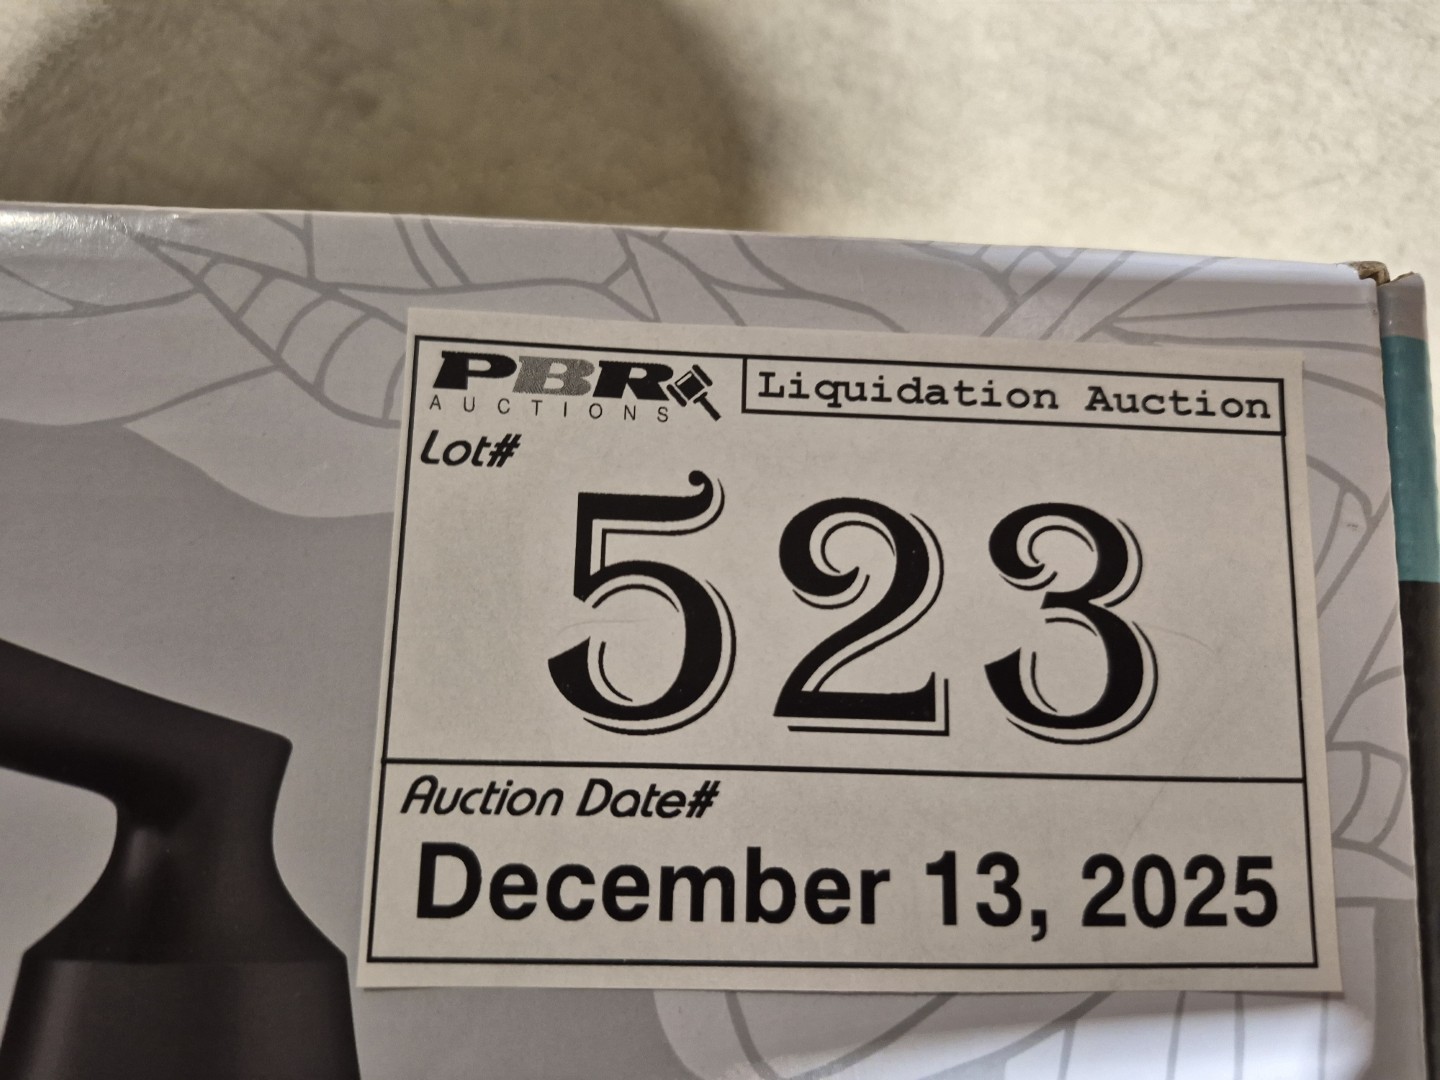 PBR
AUCTIONS
Liquidation Auction
Lot#
523
Auction Date#
December 13, 2025